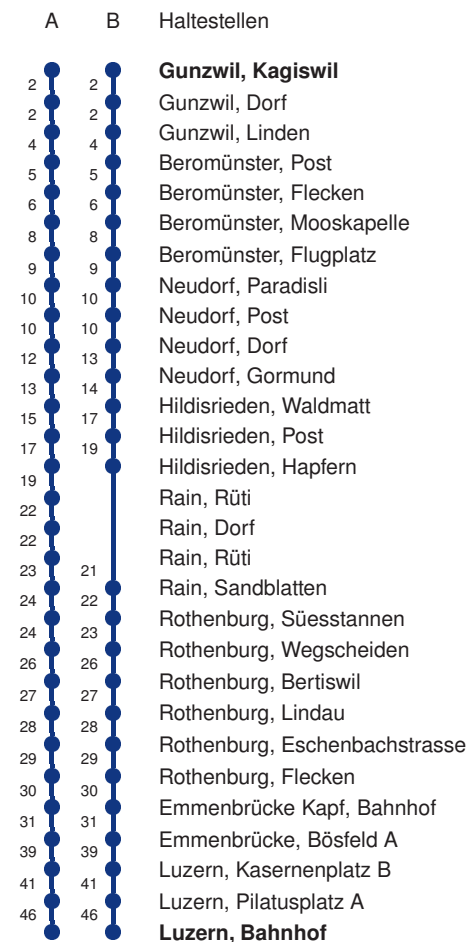 A B Haltestellen
Gunzwil, Kagiswil
2 2
Gunzwil, Dorf
2 2
Gunzwil, Linden
4 4
Beromünster, Post
5 5
Beromünster, Flecken
6 6
Beromünster, Mooskapelle
8 8
Beromünster, Flugplatz
9 9
Neudorf, Paradisli
10 10
Neudorf, Post
10 10
Neudorf, Dorf
12 13
Neudorf, Gormund
13 14
Hildisrieden, Waldmatt
15 17
Hildisrieden, Post
17 19
Hildisrieden, Hapfern
19
Rain, Rüti
22
Rain, Dorf
22
Rain, Rüti
23 21
Rain, Sandblatten
24 22
Rothenburg, Süesstannen
24 23
Rothenburg, Wegscheiden
26 26
Rothenburg, Bertiswil
27 27
Rothenburg, Lindau
28 28
Rothenburg, Eschenbachstrasse
29 29
Rothenburg, Flecken
30 30
Emmenbrücke Kapf, Bahnhof
31 31
Emmenbrücke, Bösfeld A
39 39
Luzern, Kasernenplatz B
41 41
Luzern, Pilatusplatz A
46 46
Luzern, Bahnhof